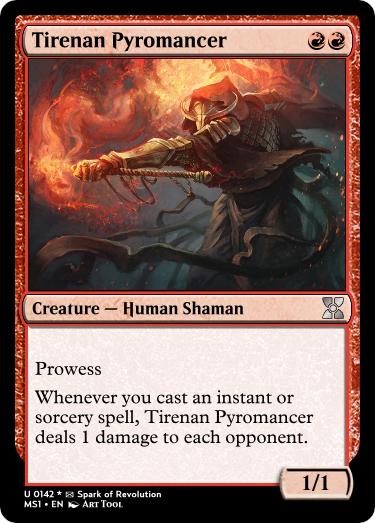 Tirenan Pyromancer
Creature — Human Shaman
Prowess
Whenever you cast an instant or
sorcery spell, Tirenan Pyromancer
deals 1 damage to each opponent.
1/1
U 0142 * Spark of Revolution
MS1 • EN Art Tool